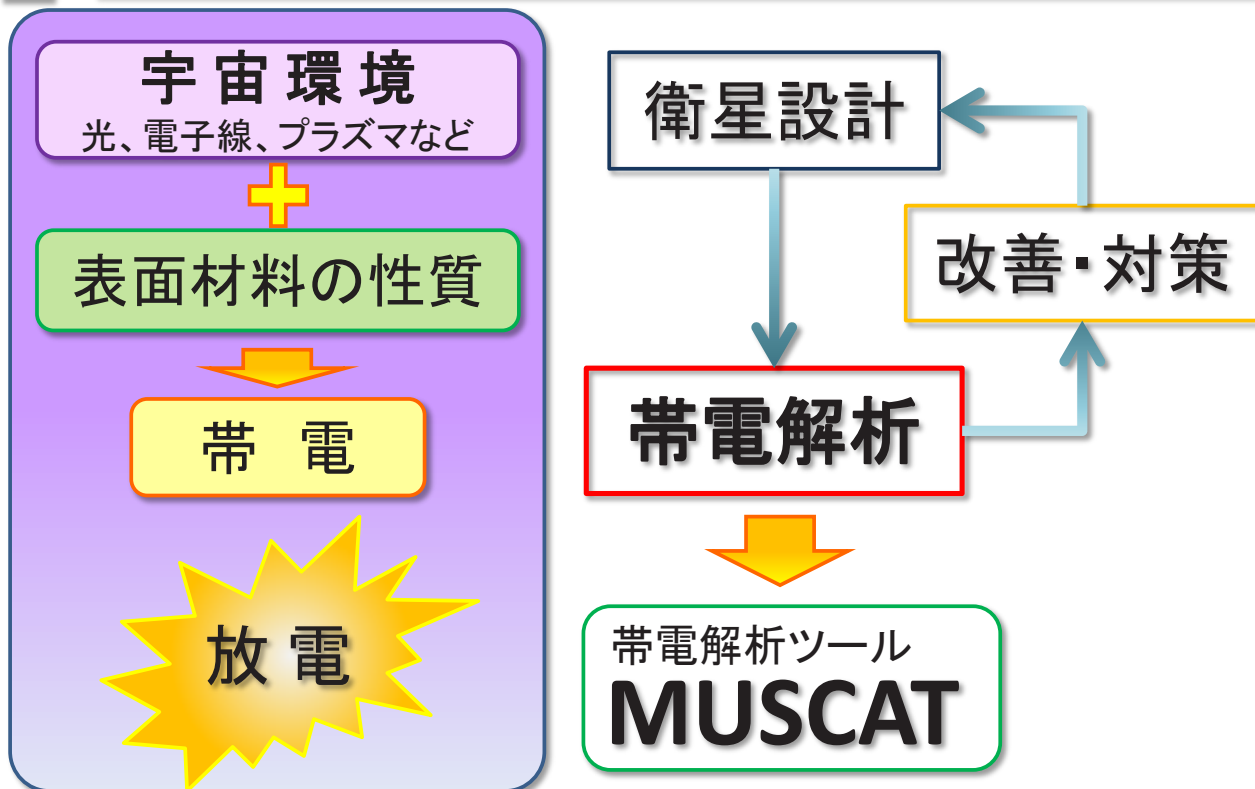 宇宙環境
光、電子線、プラズマなど
表面材料の性質
帯 電
放 電
衛星設計
改善・対策
帯電解析
帯電解析ツール
MUSCAT